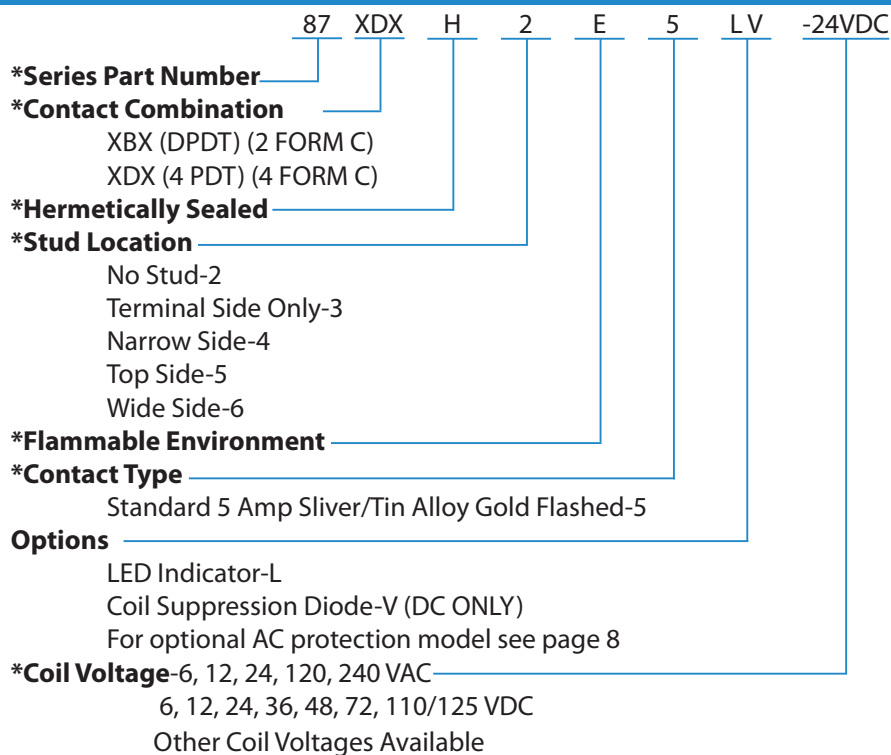 87 XDX H 2 E 5 LV -24VDC
*Series Part Number
*Contact Combination
XBX (DPDT) (2 FORM C)
XDX (4 PDT) (4 FORM C)
*Hermetically Sealed
*Stud Location
No Stud-2
Terminal Side Only-3
Narrow Side-4
Top Side-5
Wide Side-6
*Flammable Environment
*Contact Type
Standard 5 Amp Sliver/Tin Alloy Gold Flashed-5
Options
LED Indicator-L
Coil Suppression Diode-V (DC ONLY)
For optional AC protection model see page 8
*Coil Voltage-6, 12, 24, 120, 240 VAC
6, 12, 24, 36, 48, 72, 110/125 VDC
Other Coil Voltages Available